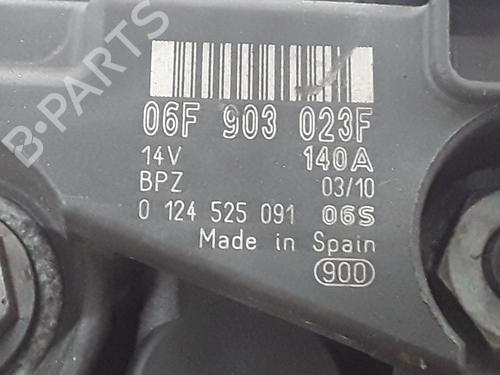 B-PARTS
06F 903 023F
14V 140A
BPZ 03/10
0 124 525 091 06S
Made in Spain
900